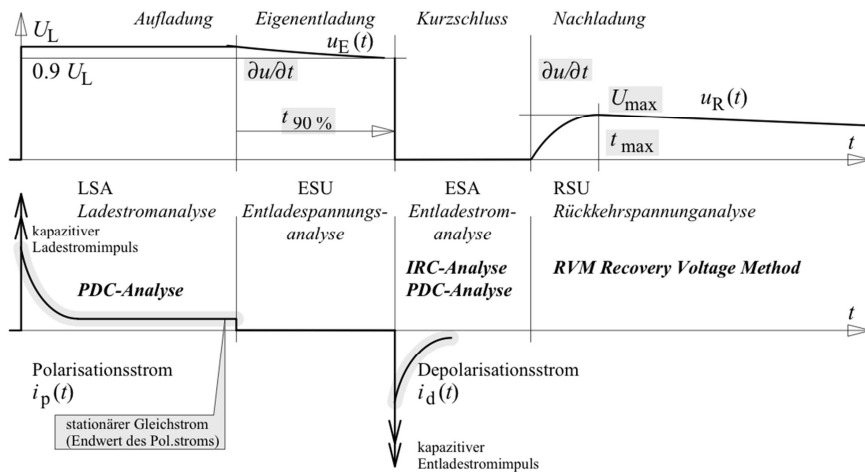 Aufladung Eigenentladung Kurzschluss Nachladung
U_L
u_E(t)
0.9 U_L ∂u/∂t ∂u/∂t
U_max u_R(t)
t_90 %
t_max t
LSA ESU ESA RSU
Ladestromanalyse Entladespannungs- Entladestrom- Rückkehrspannunganalyse
analyse analyse
kapazitiver
Ladestromimpuls
IRC-Analyse RVM Recovery Voltage Method
PDC-Analyse PDC-Analyse
t
Polarisationsstrom Depolarisationsstrom
i_p(t) i_d(t)
stationärer Gleichstrom
(Endwert des Pol.stroms)
kapazitiver
Entladestromimpuls